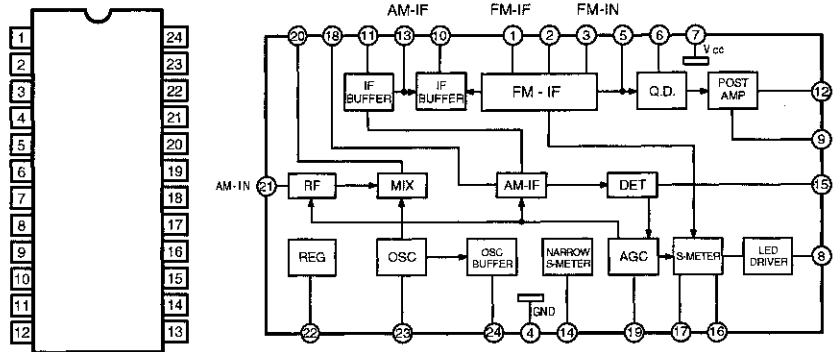 1
2
3
4
5
6
7
8
9
10
11
12
24
23
22
21
20
19
18
17
16
15
14
13
AM-IF FM-IF FM-IN
20 18 11 13 10 1 2 3 5 6 7
Vcc
IF BUFFER
IF BUFFER
FM - IF
Q.D.
POST AMP
12
9
AM-IN 21 RF MIX AM-IF DET 15
REG OSC OSC BUFFER NARROW S-METER AGC S-METER LED DRIVER 8
GND
22 23 24 4 14 19 17 16